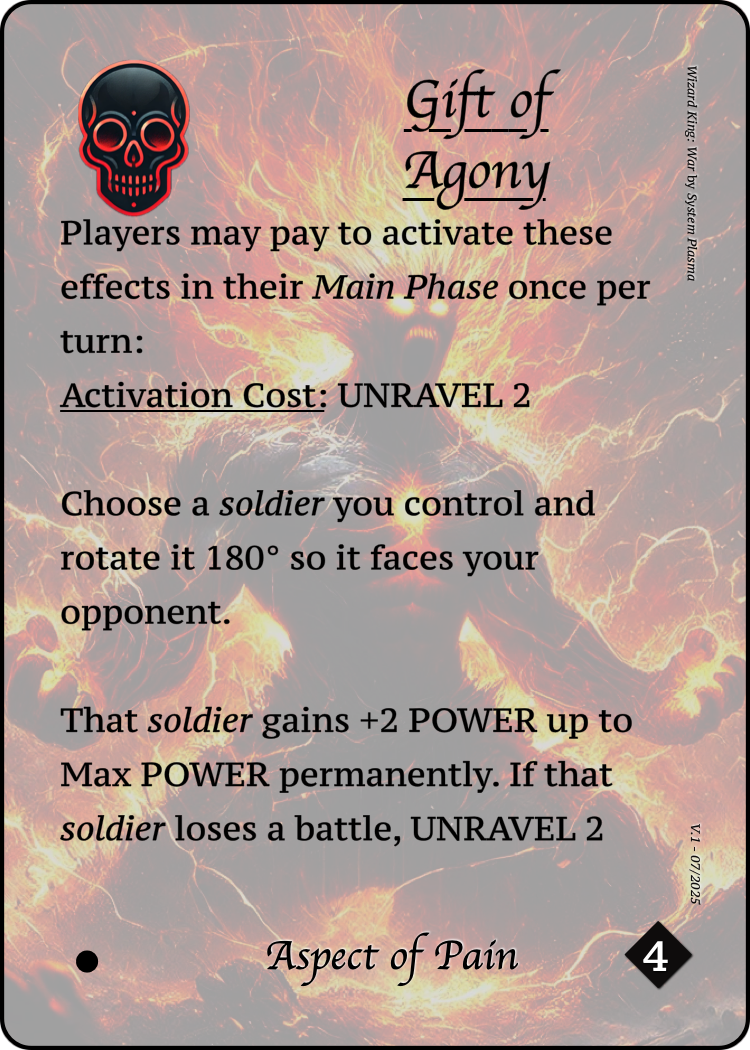 Gift of
Agony
Wizard King: War by System Plasma
Players may pay to activate these
effects in their Main Phase once per
turn:
Activation Cost: UNRAVEL 2
Choose a soldier you control and
rotate it 180° so it faces your
opponent.
That soldier gains +2 POWER up to
Max POWER permanently. If that
soldier loses a battle, UNRAVEL 2
V.1 - 07/2025
Aspect of Pain
4